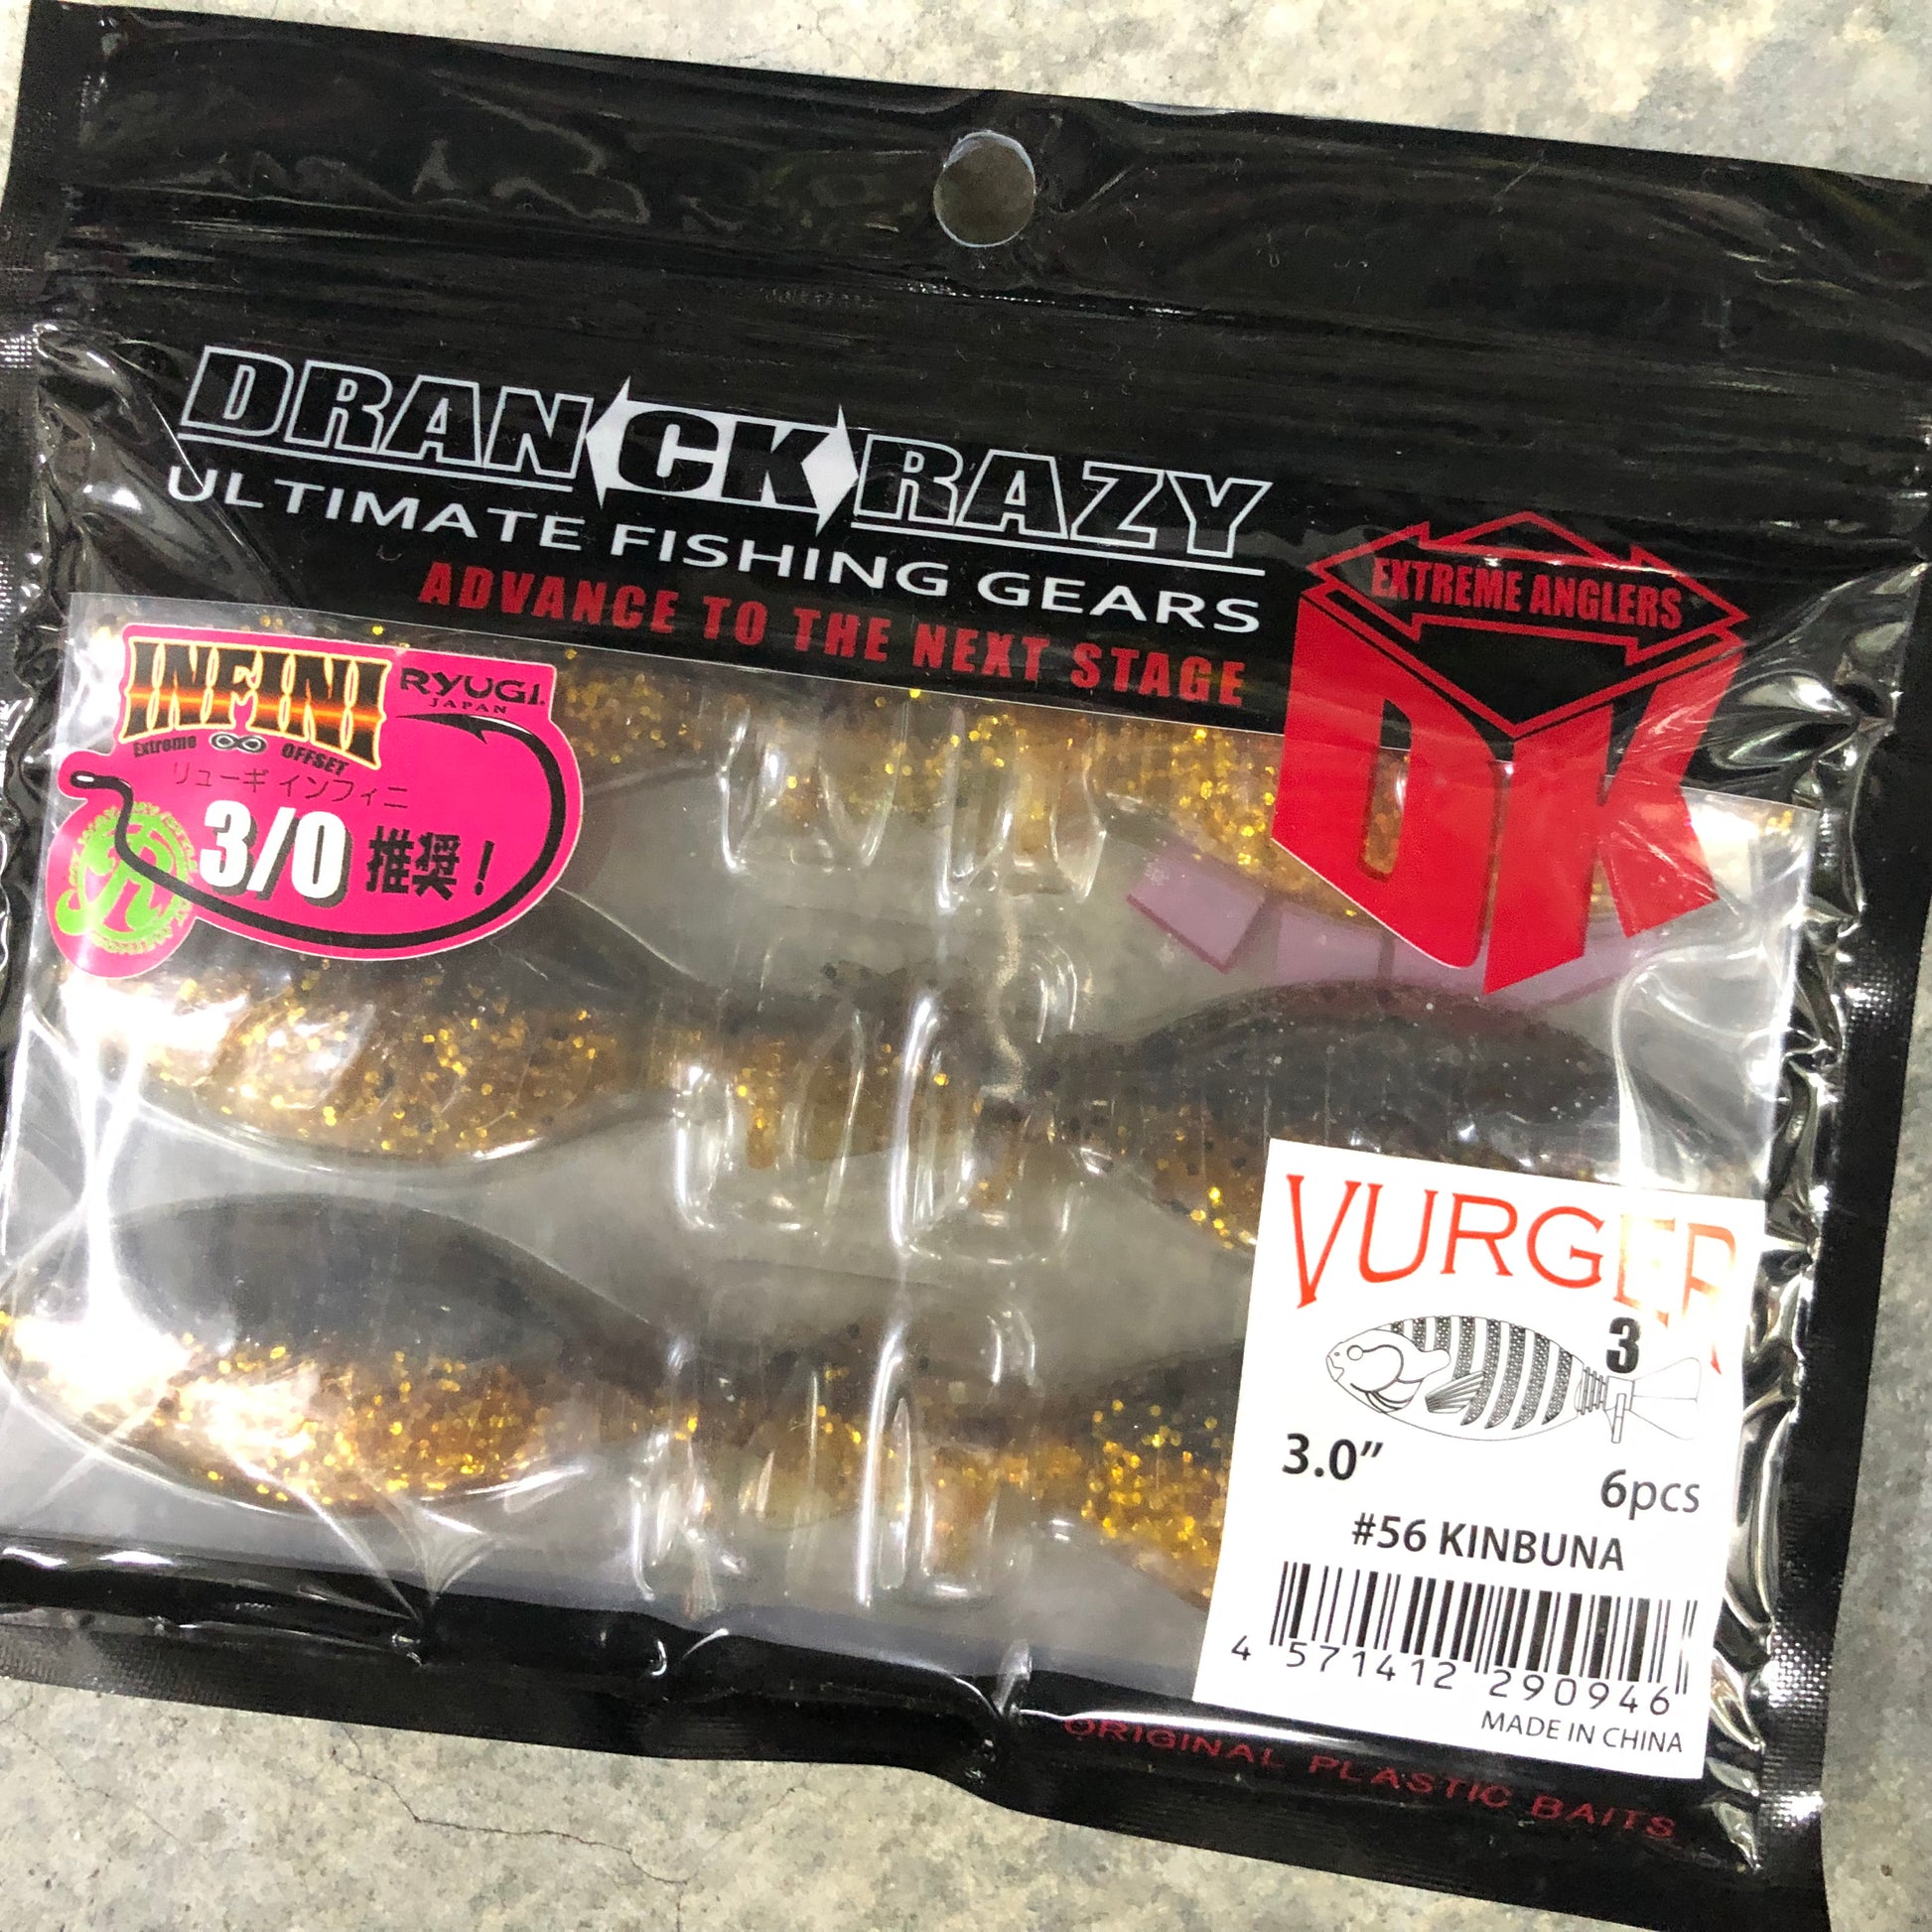 DRANCKRAZY
ULTIMATE FISHING GEARS
ADVANCE TO THE NEXT STAGE
EXTREME ANGLERS
DK
INFINI
RYUGI
JAPAN
Extreme ∞ OFFSET
リューギ インフィニ
3/0 推奨!
VURGER
3
3.0” 6pcs
#56 KINBUNA
4 571412 290946
MADE IN CHINA
ORIGINAL PLASTIC BAITS